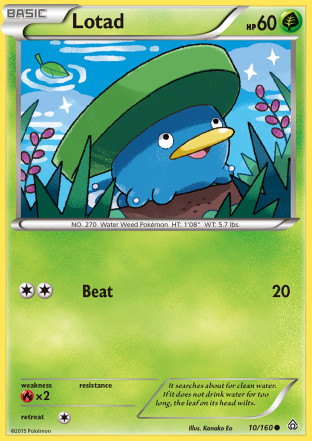 BASIC Lotad HP60
NO. 270 Water Weed Pokémon HT: 1'08" WT: 5.7 lbs.
Beat 20
weakness resistance
×2
It searches about for clean water.
If it does not drink water for too
long, the leaf on its head wilts.
retreat
©2015 Pokémon Illus. Kanako Eo 10/160